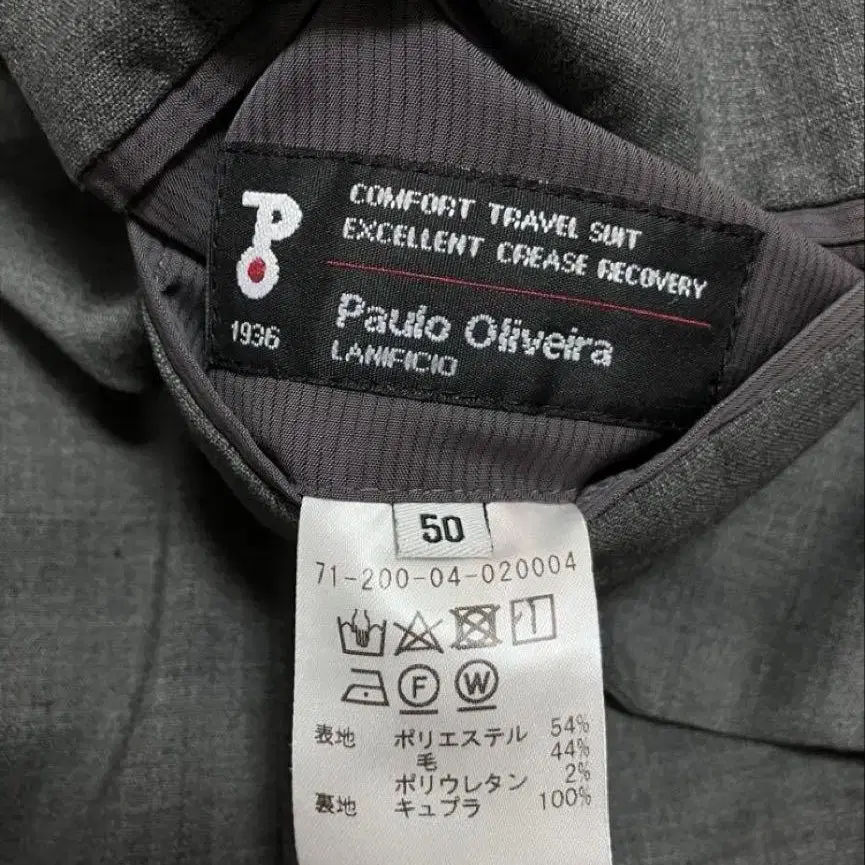 COMFORT TRAVEL SUIT
EXCELLENT CREASE RECOVERY
1936
Paulo Oliveira
LANIFICIO
50
71-200-04-020004
F W
表地 ポリエステル 54%
毛 44%
ポリウレタン 2%
裏地 キュプラ 100%